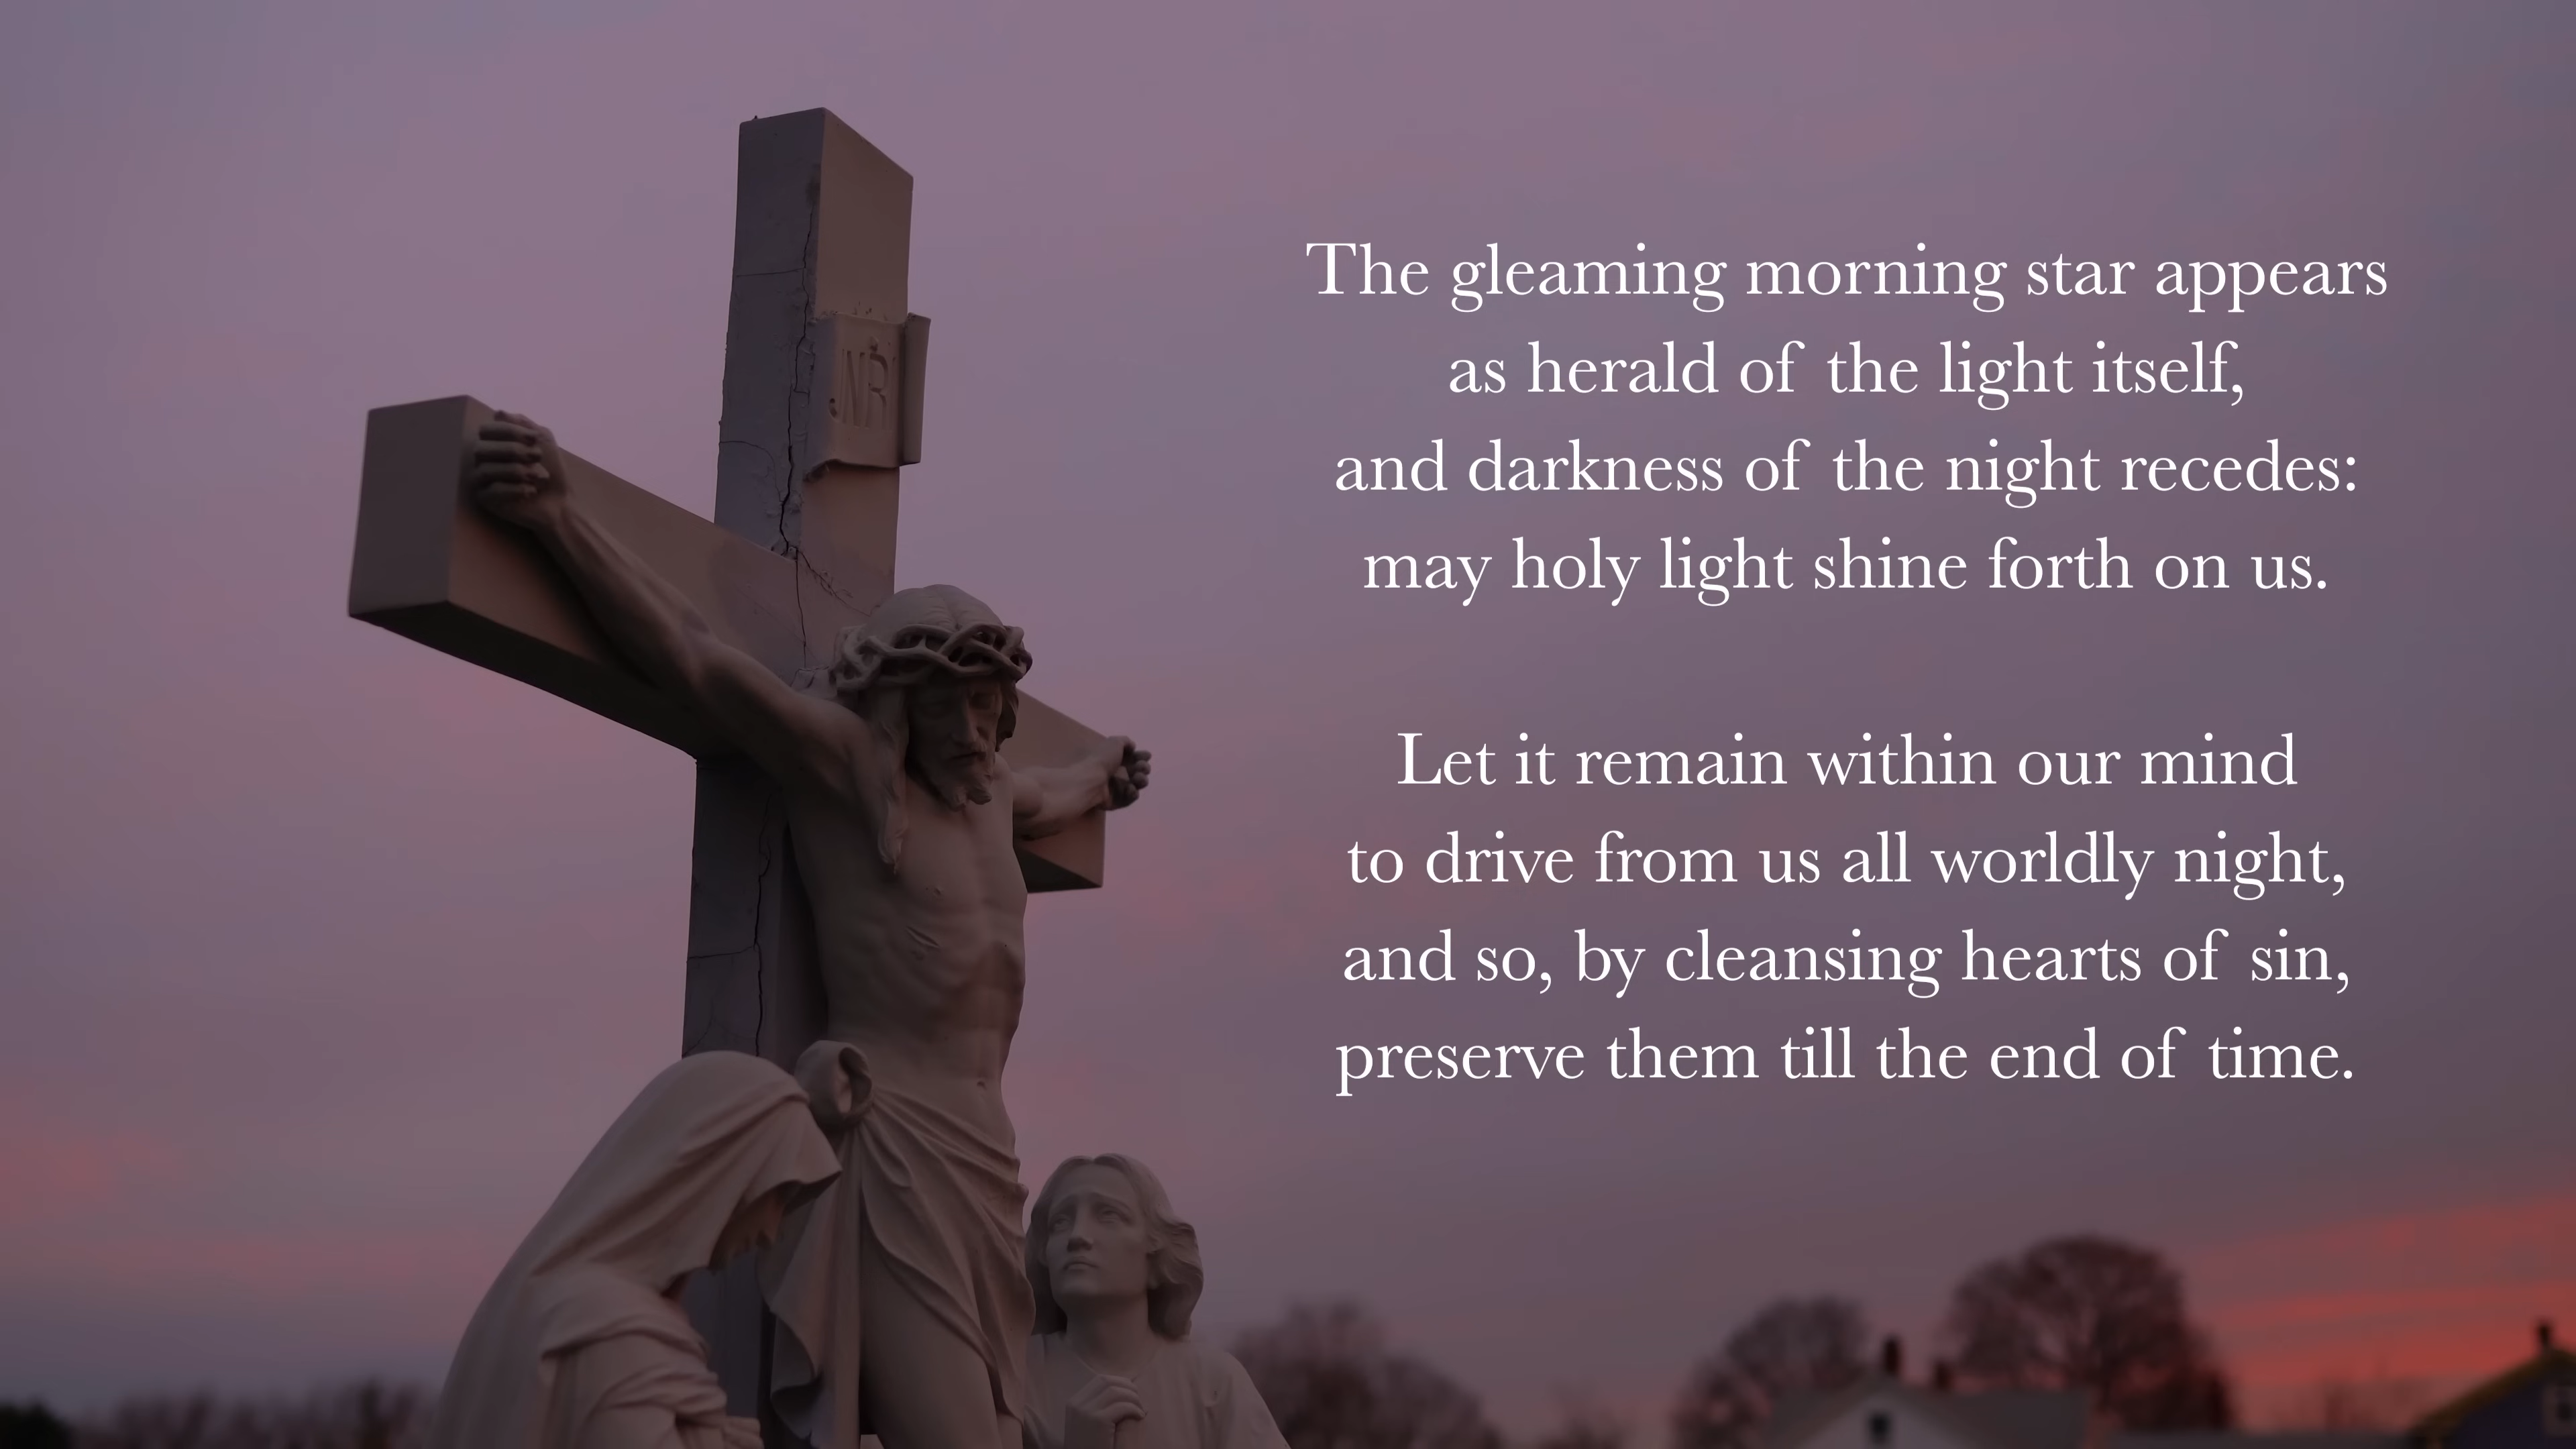 JNRI
The gleaming morning star appears
as herald of the light itself,
and darkness of the night recedes:
may holy light shine forth on us.
Let it remain within our mind
to drive from us all worldly night,
and so, by cleansing hearts of sin,
preserve them till the end of time.